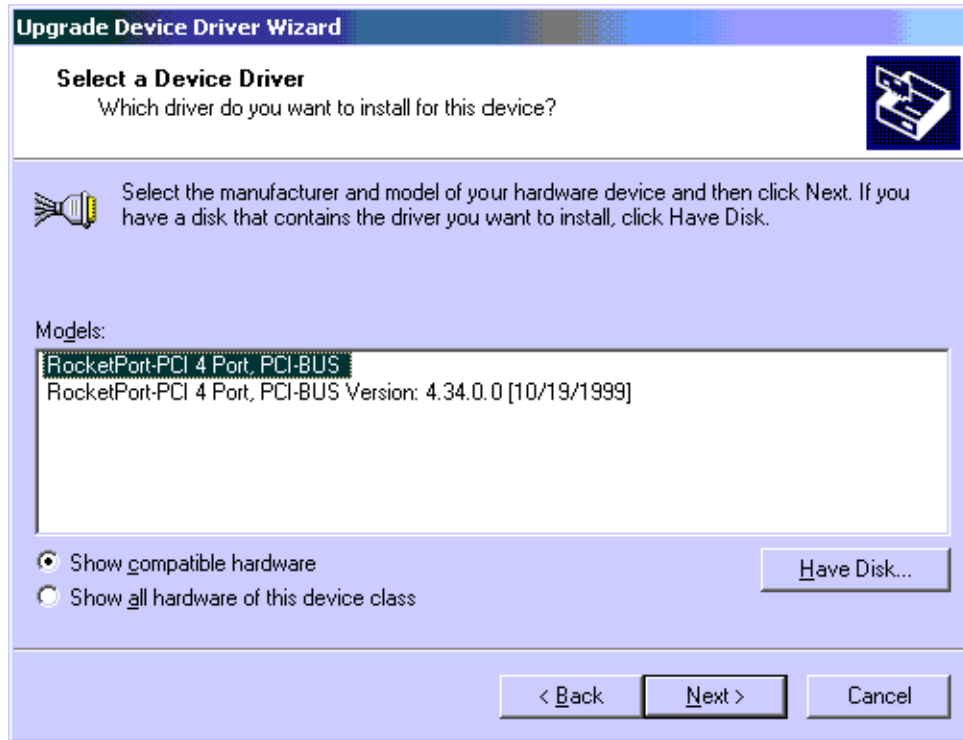 Upgrade Device Driver Wizard
Select a Device Driver
Which driver do you want to install for this device?
Select the manufacturer and model of your hardware device and then click Next. If you
have a disk that contains the driver you want to install, click Have Disk.
Models:
RocketPort-PCI 4 Port, PCI-BUS
RocketPort-PCI 4 Port, PCI-BUS Version: 4.34.0.0 [10/19/1999]
Show compatible hardware
Have Disk...
Show all hardware of this device class
< Back
Next >
Cancel